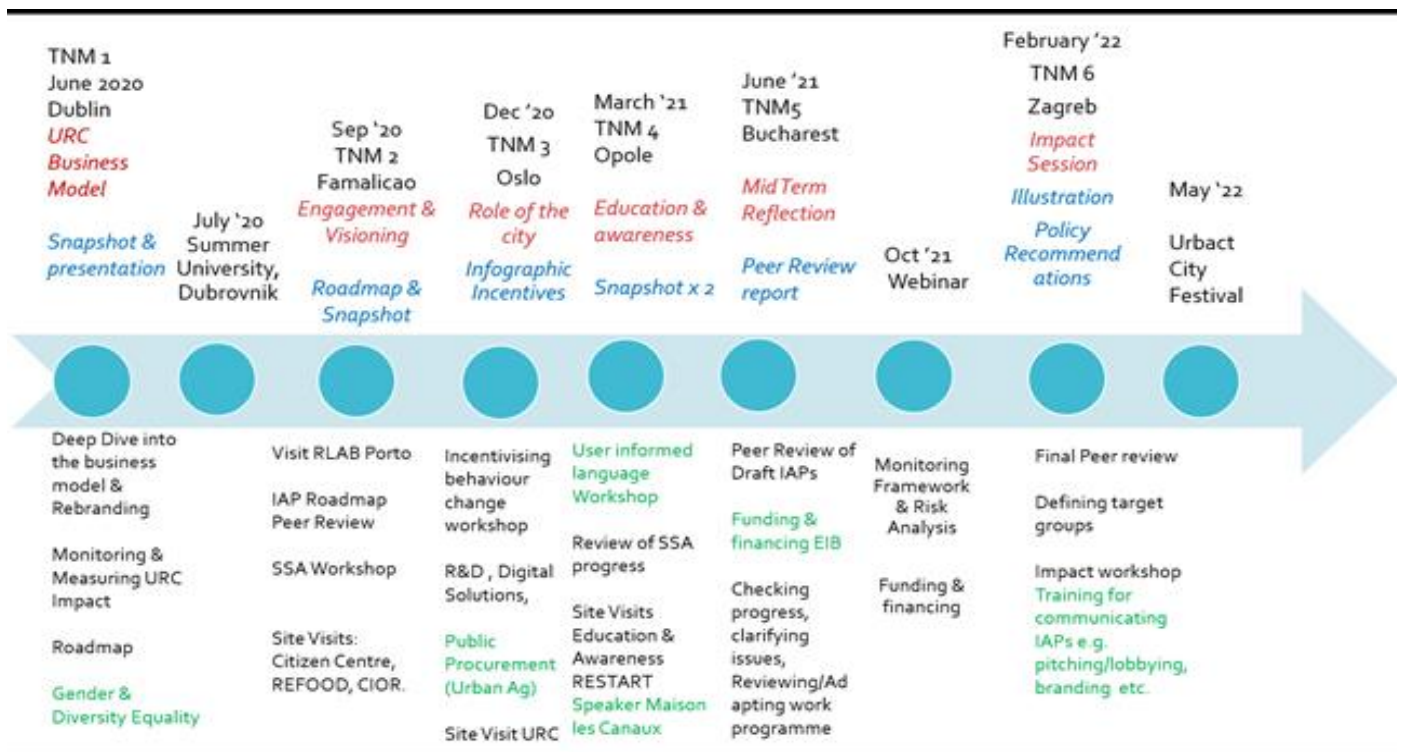 TNM 1
June 2020
Dublin
URC
Business
Model
Snapshot &
presentation
July ‘20
Summer
University,
Dubrovnik
Sep ‘20
TNM 2
Famalicao
Engagement &
Visioning
Roadmap &
Snapshot
Dec ‘20
TNM 3
Oslo
Role of the
city
Infographic
Incentives
March ‘21
TNM 4
Opole
Education &
awareness
Snapshot x 2
June ‘21
TNM5
Bucharest
Mid Term
Reflection
Peer Review
report
Oct ‘21
Webinar
February ‘22
TNM 6
Zagreb
Impact
Session
Illustration
Policy
Recommend
ations
May ‘22
Urbact
City
Festival
Deep Dive into
the business
model &
Rebranding
Monitoring &
Measuring URC
Impact
Roadmap
Gender &
Diversity Equality
Visit RLAB Porto
IAP Roadmap
Peer Review
SSA Workshop
Site Visits:
Citizen Centre,
REFOOD, CIOR.
Incentivising
behaviour
change
workshop
R&D , Digital
Solutions,
Public
Procurement
(Urban Ag)
Site Visit URC
User informed
language
Workshop
Review of SSA
progress
Site Visits
Education &
Awareness
RESTART
Speaker Maison
les Canaux
Peer Review of
Draft IAPs
Funding &
financing EIB
Checking
progress,
clarifying
issues,
Reviewing/Ad
apting work
programme
Monitoring
Framework
& Risk
Analysis
Funding &
financing
Final Peer review
Defining target
groups
Impact workshop
Training for
communicating
IAPs e.g.
pitching/lobbying,
branding etc.